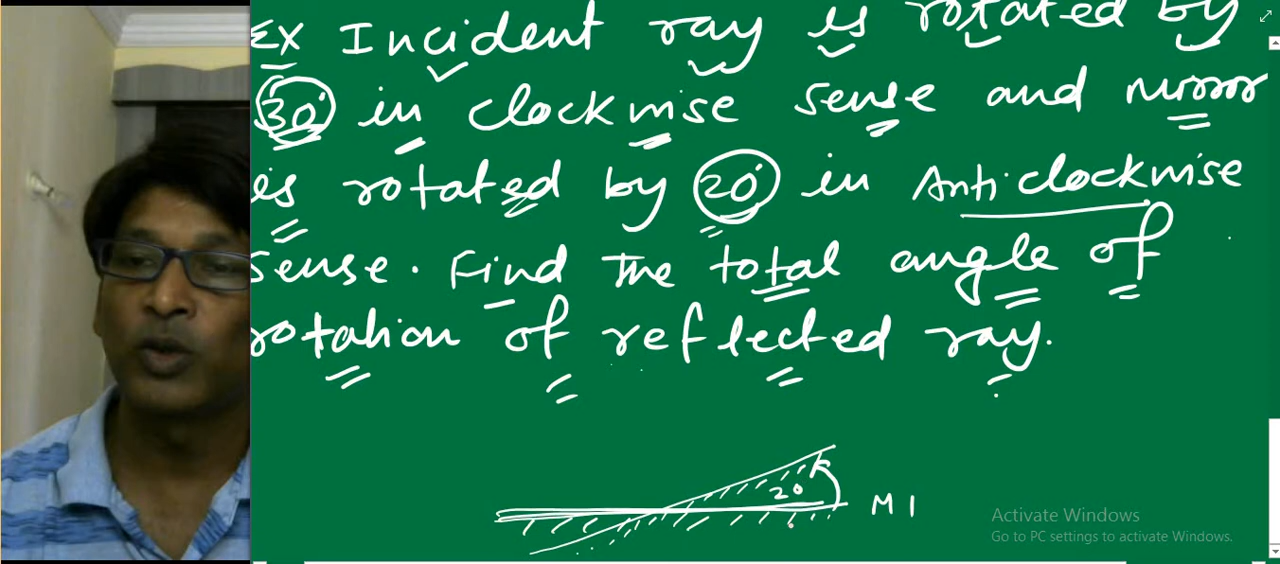 Ex Incident ray is rotated by
30° in clockwise sense and mirror
is rotated by 20° in Anticlockwise
sense. Find the total angle of
rotation of reflected ray.
20
M 1
Activate Windows
Go to PC settings to activate Windows.